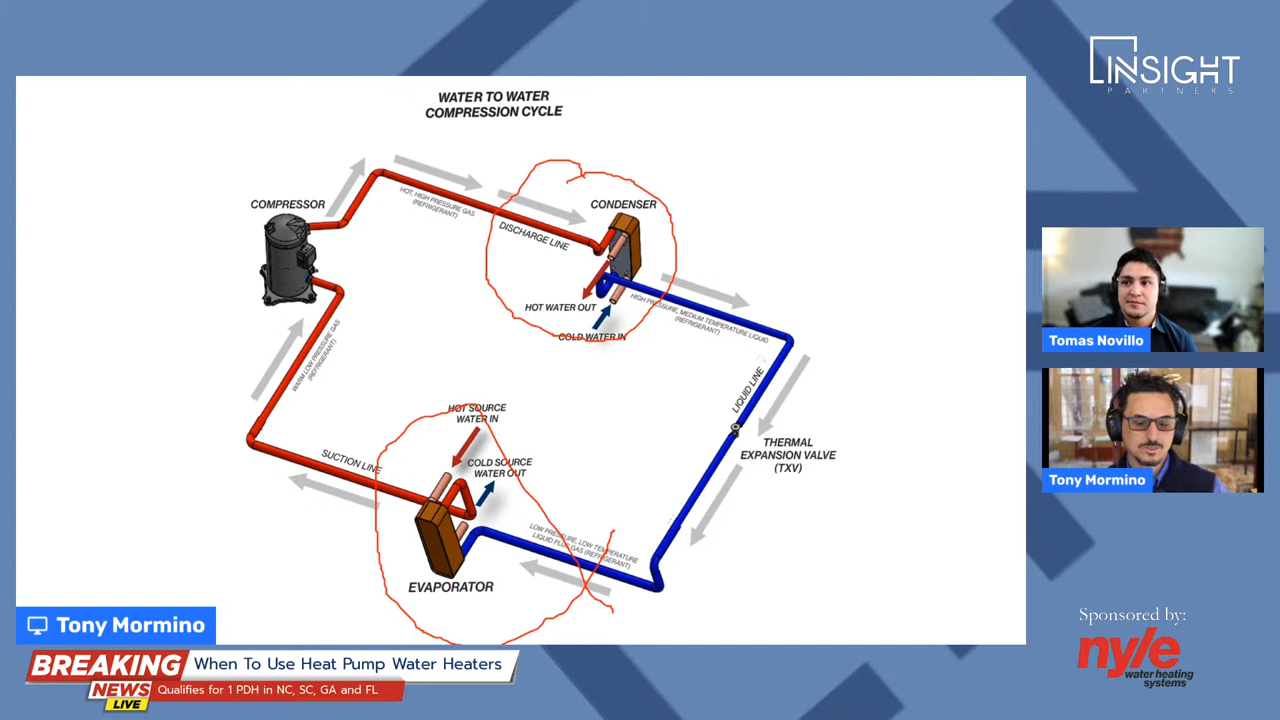 INSIGHT
PARTNERS
WATER TO WATER
COMPRESSION CYCLE
COMPRESSOR
HOT, HIGH PRESSURE GAS
(REFRIGERANT)
DISCHARGE LINE
CONDENSER
HOT WATER OUT
COLD WATER IN
HIGH PRESSURE, MEDIUM TEMPERATURE LIQUID
(REFRIGERANT)
WARM LOW PRESSURE GAS
(REFRIGERANT)
LIQUID LINE
THERMAL
EXPANSION VALVE
(TXV)
HOT SOURCE
WATER IN
COLD SOURCE
WATER OUT
SUCTION LINE
LOW PRESSURE, LOW TEMPERATURE
LIQUID PLUS GAS (REFRIGERANT)
EVAPORATOR
Tomas Novillo
Tony Mormino
Tony Mormino
BREAKING
NEWS
LIVE
When To Use Heat Pump Water Heaters
Qualifies for 1 PDH in NC, SC, GA and FL
Sponsored by:
nyle
water heating
systems